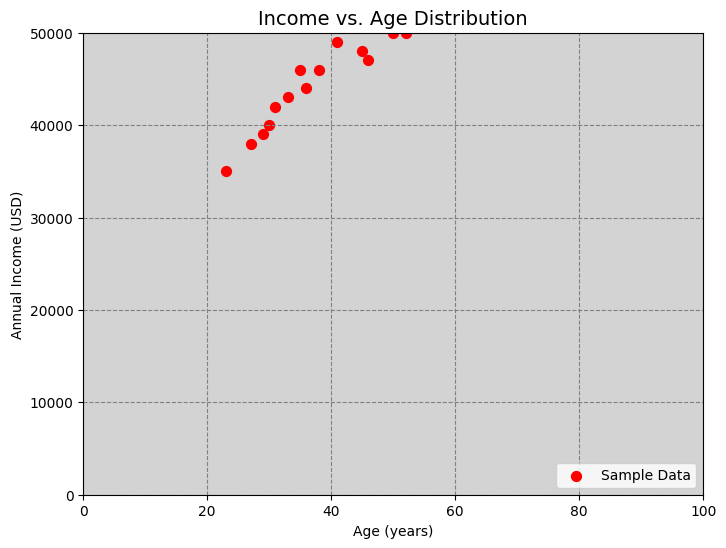 Income vs. Age Distribution
Annual Income (USD)
50000
40000
30000
20000
10000
0
0 20 40 60 80 100
Age (years)
Sample Data